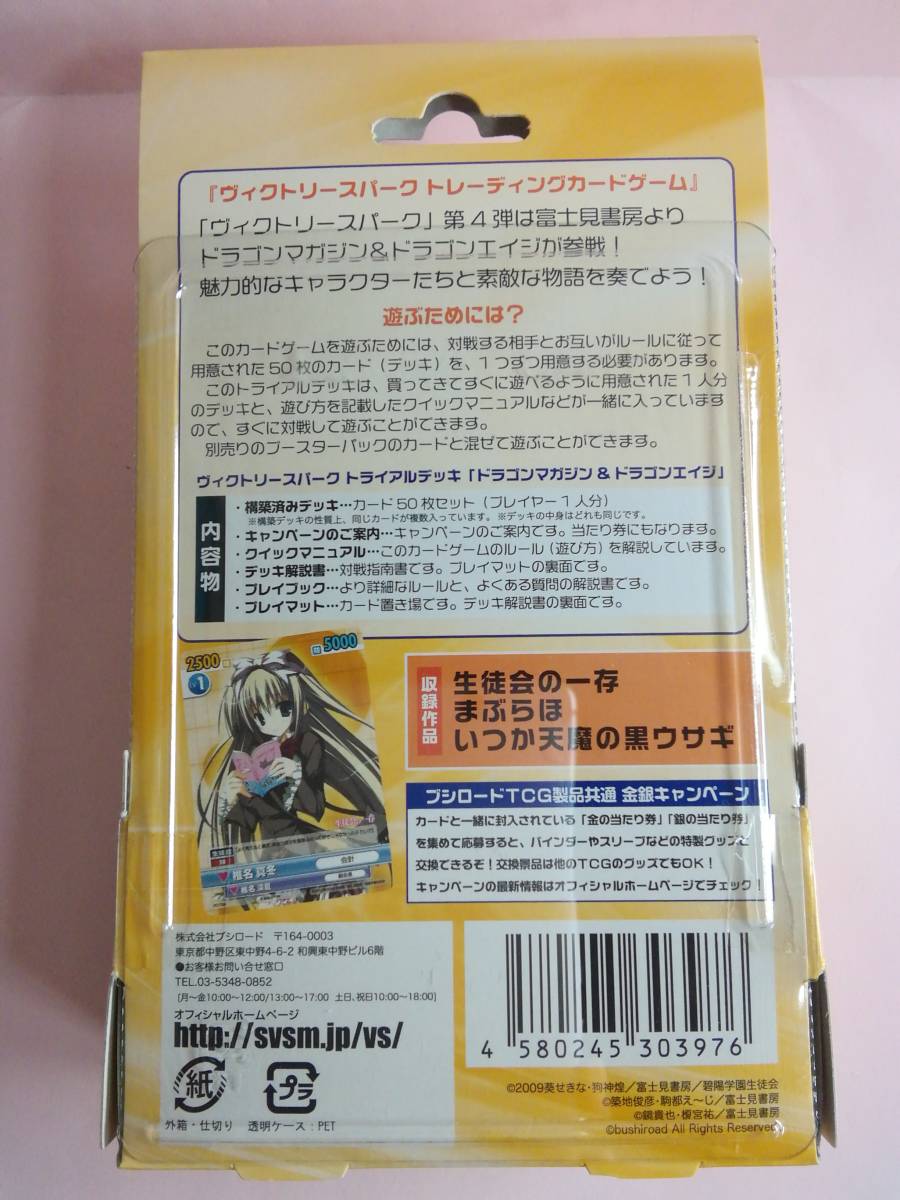 『ヴィクトリースパーク トレーディングカードゲーム』
「ヴィクトリースパーク」第4弾は富士見書房より
ドラゴンマガジン&ドラゴンエイジが参戦!
魅力的なキャラクターたちと素敵な物語を奏でよう!
遊ぶためには?
このカードゲームを遊ぶためには、対戦する相手とお互いがルールに従って
用意された50枚のカード(デッキ)を、1つずつ用意する必要があります。
このトライアルデッキは、買ってきてすぐに遊べるように用意された1人分
のデッキと、遊び方を記載したクイックマニュアルなどが一緒に入っています
ので、すぐに対戦して遊ぶことができます。
別売りのブースターパックのカードと混ぜて遊ぶことができます。
ヴィクトリースパーク トライアルデッキ「ドラゴンマガジン&ドラゴンエイジ」
内容物
・構築済みデッキ…カード50枚セット(プレイヤー1人分)
※構築デッキの性質上、同じカードが複数入っています。※デッキの中身はどれも同じです。
・キャンペーンのご案内…キャンペーンのご案内です。当たり券にもなります。
・クイックマニュアル…このカードゲームのルール(遊び方)を解説しています。
・デッキ解説書…対戦指南書です。プレイマットの裏面です。
・プレイブック…より詳細なルールと、よくある質問の解説書です。
・プレイマット…カード置き場です。デッキ解説書の裏面です。
2500
5000
1
生徒会の一存
椎名 真冬
会計
椎名 深夏
副会長
収録作品
生徒会の一存
まぶらほ
いつか天魔の黒ウサギ
ブシロードTCG製品共通 金銀キャンペーン
カードと一緒に封入されている「金の当たり券」「銀の当たり券」
を集めて応募すると、バインダーやスリーブなどの特製グッズと
交換できるぞ!交換景品は他のTCGのグッズでもOK!
キャンペーンの最新情報はオフィシャルホームページでチェック!
株式会社ブシロード 〒164-0003
東京都中野区東中野4-6-2 和興東中野ビル6階
●お客様お問い合せ窓口
TEL.03-5348-0852
[月〜金10:00〜12:00/13:00〜17:00 土日、祝日10:00〜18:00]
オフィシャルホームページ
http://svsm.jp/vs/
紙
プラ
外箱・仕切り 透明ケース:PET
4 580245 303976
©2009葵せきな・狗神煌/富士見書房/碧陽学園生徒会
©築地俊彦・駒都え〜じ/富士見書房
©鏡貴也・榎宮祐/富士見書房
©bushiroad All Rights Reserved